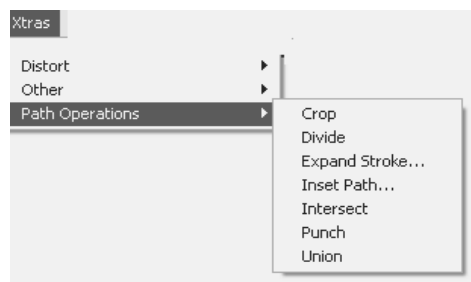 Xtras
Distort
Other
Path Operations
Crop
Divide
Expand Stroke...
Inset Path...
Intersect
Punch
Union